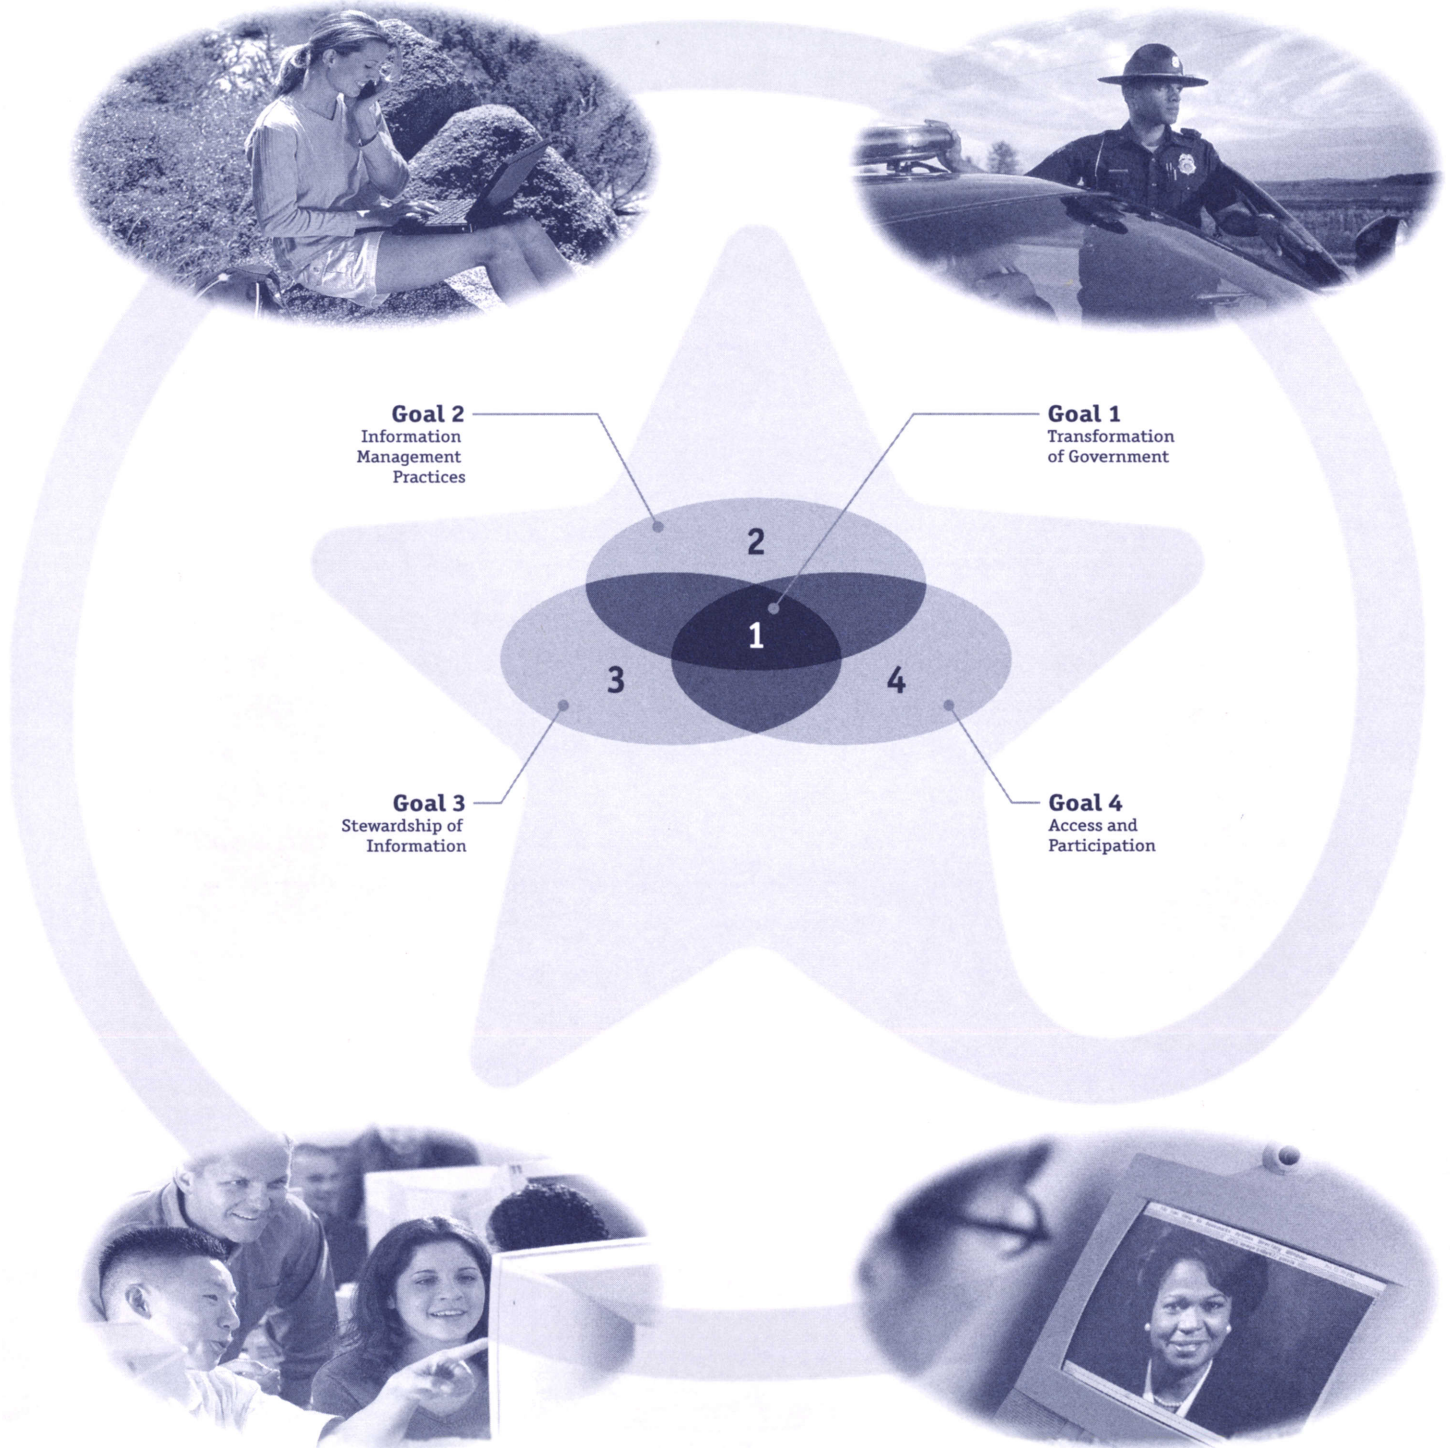 Goal 2
Information
Management
Practices
Goal 1
Transformation
of Government
2
1
3
4
Goal 3
Stewardship of
Information
Goal 4
Access and
Participation